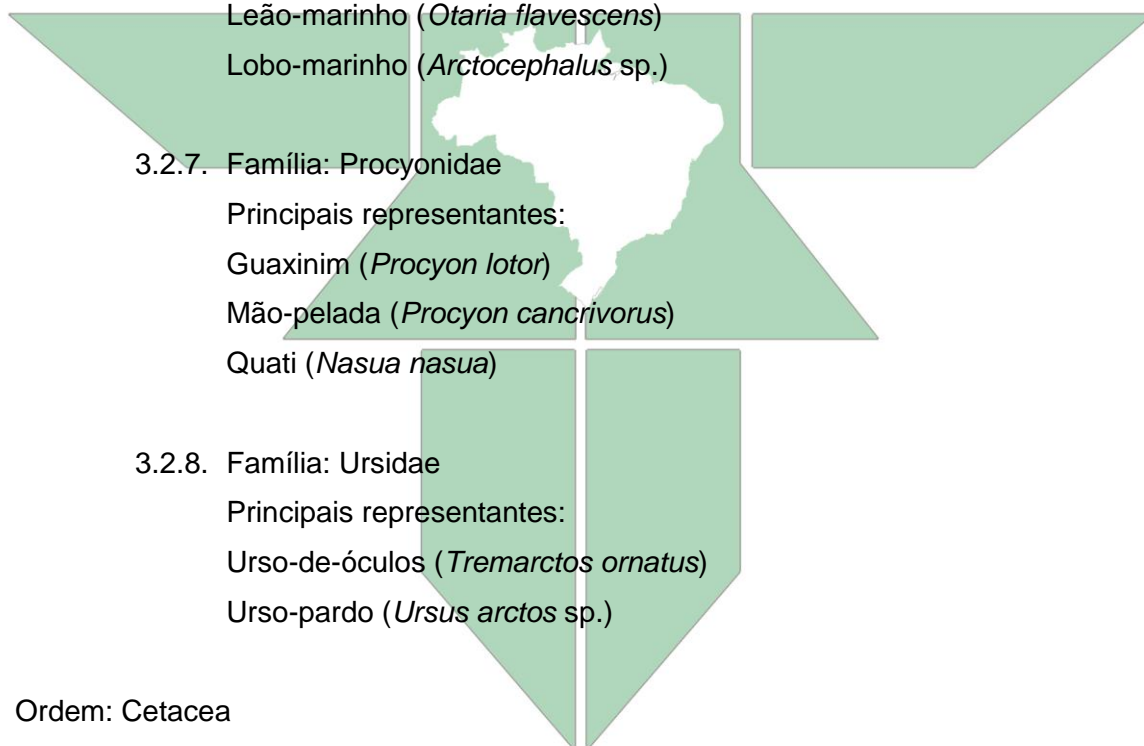 Leão-marinho (Otaria flavescens)
Lobo-marinho (Arctocephalus sp.)
3.2.7. Família: Procyonidae
Principais representantes:
Guaxinim (Procyon lotor)
Mão-pelada (Procyon cancrivorus)
Quati (Nasua nasua)
3.2.8. Família: Ursidae
Principais representantes:
Urso-de-óculos (Tremarctos ornatus)
Urso-pardo (Ursus arctos sp.)
Ordem: Cetacea